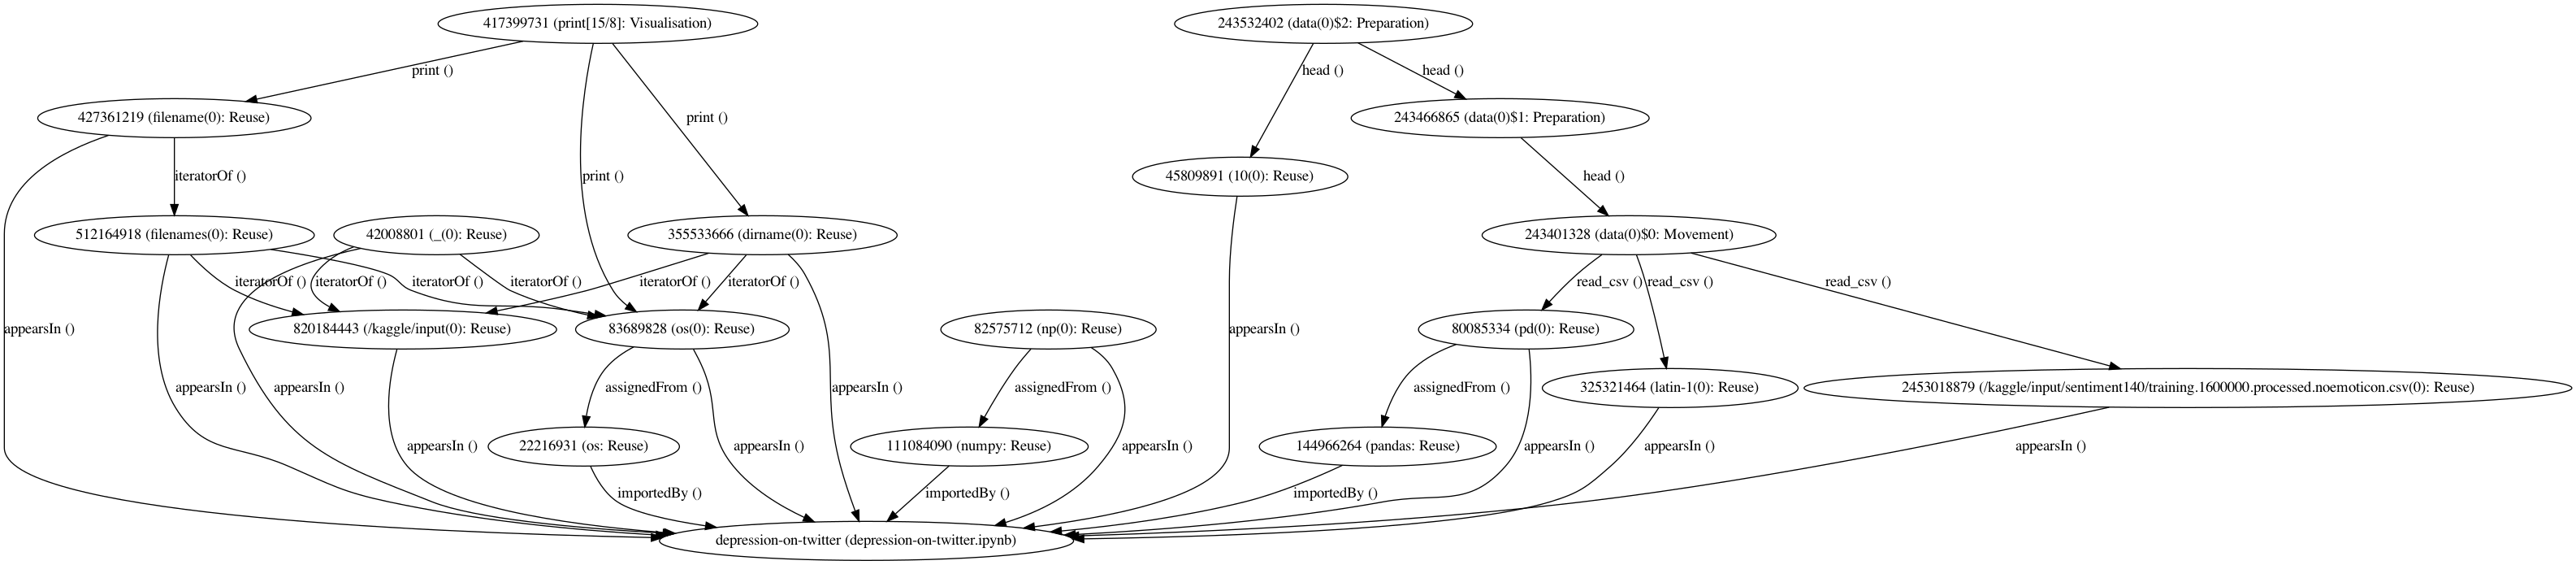 417399731 (print[15/8]: Visualisation)
243532402 (data(0)$2: Preparation)
print ()
head ()
head ()
427361219 (filename(0): Reuse)
print ()
243466865 (data(0)$1: Preparation)
iteratorOf ()
print ()
45809891 (10(0): Reuse)
head ()
512164918 (filenames(0): Reuse)
42008801 (_(0): Reuse)
355533666 (dirname(0): Reuse)
243401328 (data(0)$0: Movement)
iteratorOf ()
iteratorOf ()
iteratorOf ()
iteratorOf ()
iteratorOf ()
iteratorOf ()
read_csv ()
read_csv ()
read_csv ()
appearsIn ()
820184443 (/kaggle/input(0): Reuse)
83689828 (os(0): Reuse)
82575712 (np(0): Reuse)
appearsIn ()
80085334 (pd(0): Reuse)
appearsIn ()
appearsIn ()
assignedFrom ()
appearsIn ()
assignedFrom ()
assignedFrom ()
325321464 (latin-1(0): Reuse)
2453018879 (/kaggle/input/sentiment140/training.1600000.processed.noemoticon.csv(0): Reuse)
appearsIn ()
22216931 (os: Reuse)
appearsIn ()
111084090 (numpy: Reuse)
appearsIn ()
144966264 (pandas: Reuse)
appearsIn ()
appearsIn ()
appearsIn ()
importedBy ()
importedBy ()
importedBy ()
depression-on-twitter (depression-on-twitter.ipynb)